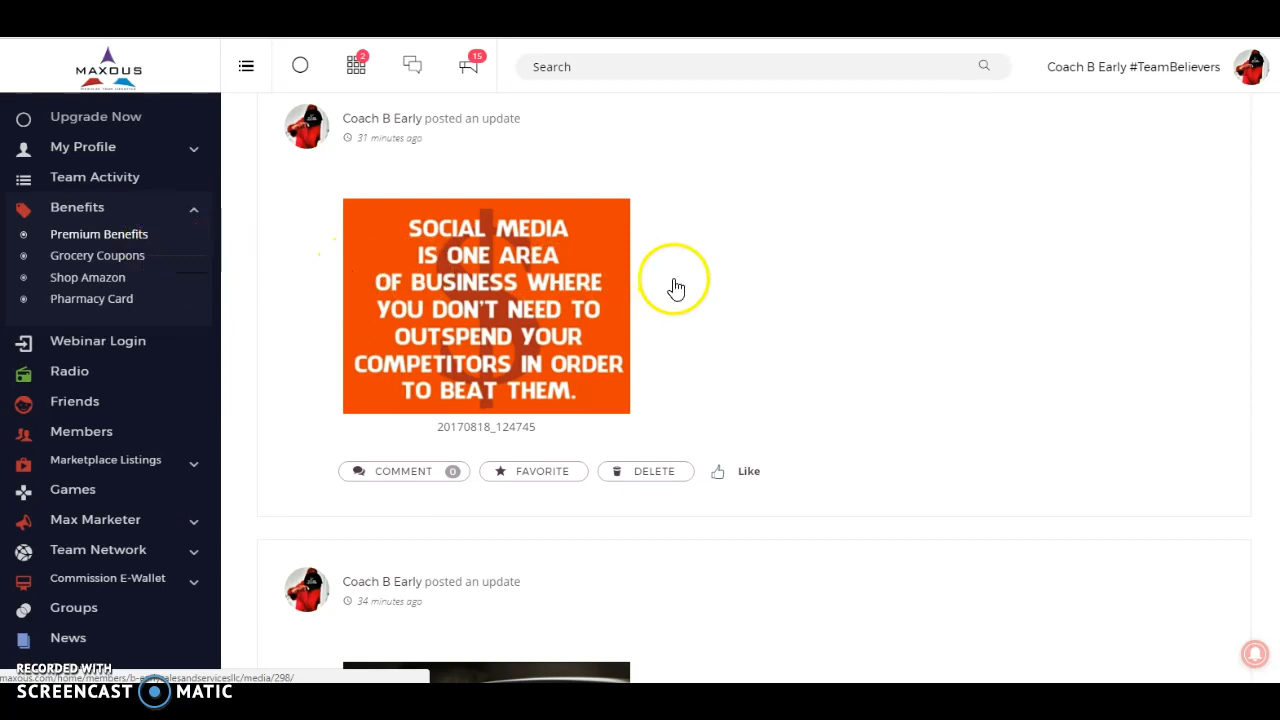 MAXOUS
2
15
Search
Coach B Early #TeamBelievers
Upgrade Now
My Profile
Team Activity
Benefits
Premium Benefits
Grocery Coupons
Shop Amazon
Pharmacy Card
Webinar Login
Radio
Friends
Members
Marketplace Listings
Games
Max Marketer
Team Network
Commission E-Wallet
Groups
News
Coach B Early posted an update
31 minutes ago
SOCIAL MEDIA
IS ONE AREA
OF BUSINESS WHERE
YOU DON'T NEED TO
OUTSPEND YOUR
COMPETITORS IN ORDER
TO BEAT THEM.
20170818_124745
COMMENT 0 FAVORITE DELETE Like
Coach B Early posted an update
34 minutes ago
RECORDED WITH
SCREENCAST MATIC